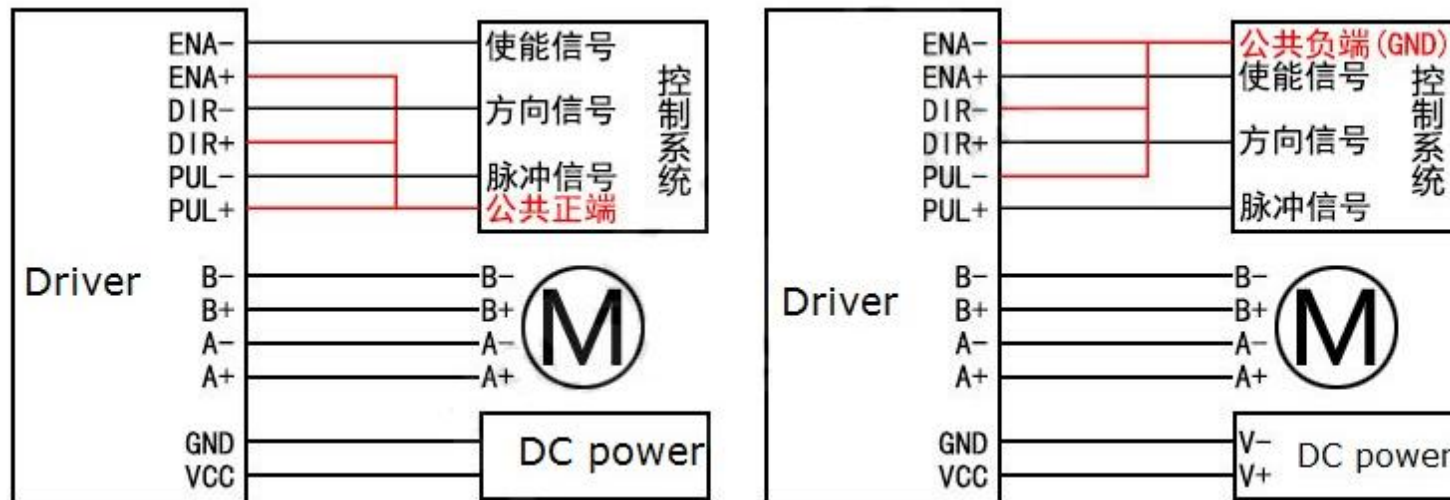 ENA-
ENA+
DIR-
DIR+
PUL-
PUL+
Driver
B-
B+
A-
A+
GND
VCC
使能信号
方向信号
脉冲信号
公共正端
控制系统
B-
B+
A-
A+
M
DC power
ENA-
ENA+
DIR-
DIR+
PUL-
PUL+
Driver
B-
B+
A-
A+
GND
VCC
公共负端(GND)
使能信号
方向信号
脉冲信号
控制系统
B-
B+
A-
A+
M
V-
V+
DC power